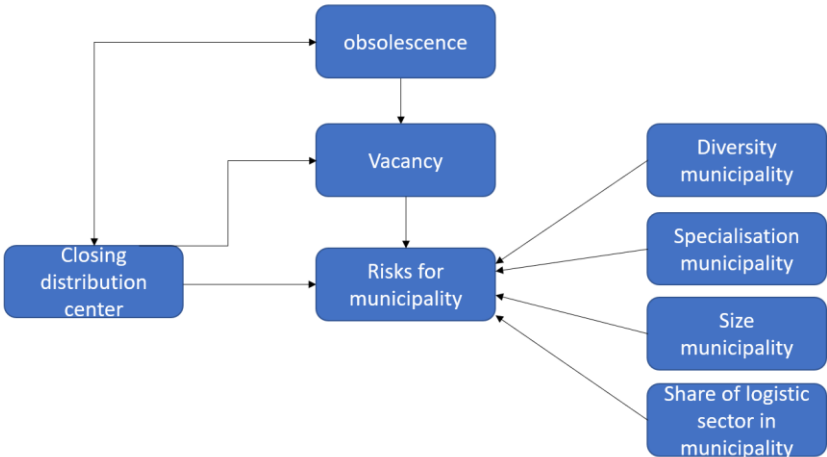 obsolescence
Vacancy
Closing
distribution
center
Risks for
municipality
Diversity
municipality
Specialisation
municipality
Size
municipality
Share of logistic
sector in
municipality